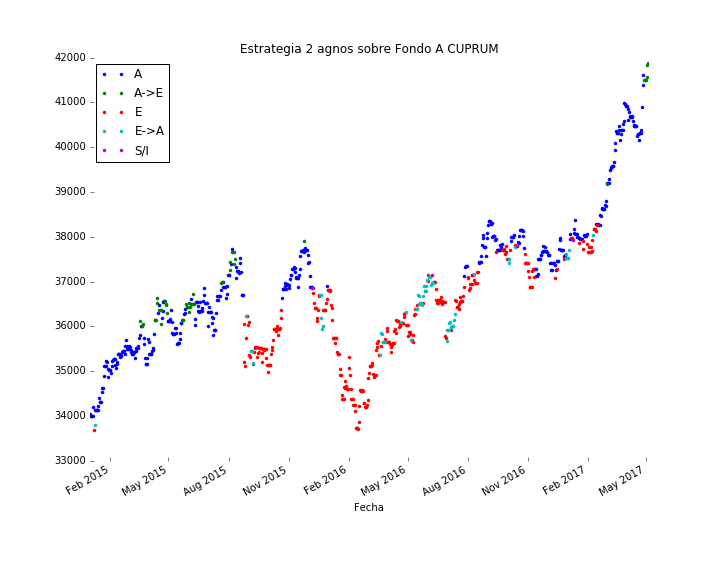 Estrategia 2 agnos sobre Fondo A CUPRUM
42000
41000
40000
39000
38000
37000
36000
35000
34000
33000
A
A->E
E
E->A
S/I
Feb 2015
May 2015
Aug 2015
Nov 2015
Feb 2016
May 2016
Aug 2016
Nov 2016
Feb 2017
May 2017
Fecha